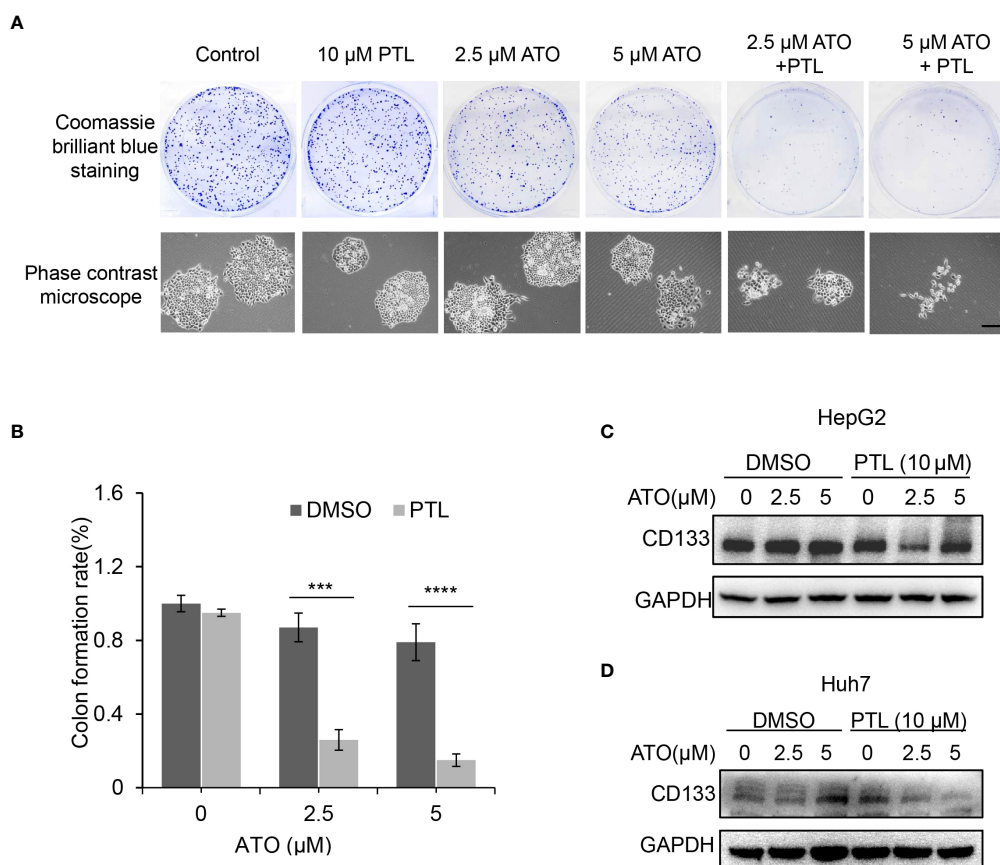 A
Control
10 µM PTL
2.5 µM ATO
5 µM ATO
2.5 µM ATO
+PTL
5 µM ATO
+ PTL
Coomassie
brilliant blue
staining
Phase contrast
microscope
B
Colon formation rate(%)
1.6
1.2
0.8
0.4
0
DMSO
PTL
***
****
0
2.5
5
ATO (µM)
C
HepG2
DMSO
PTL (10 µM)
ATO(µM)
0
2.5
5
0
2.5
5
CD133
GAPDH
D
Huh7
DMSO
PTL (10 µM)
ATO(µM)
0
2.5
5
0
2.5
5
CD133
GAPDH